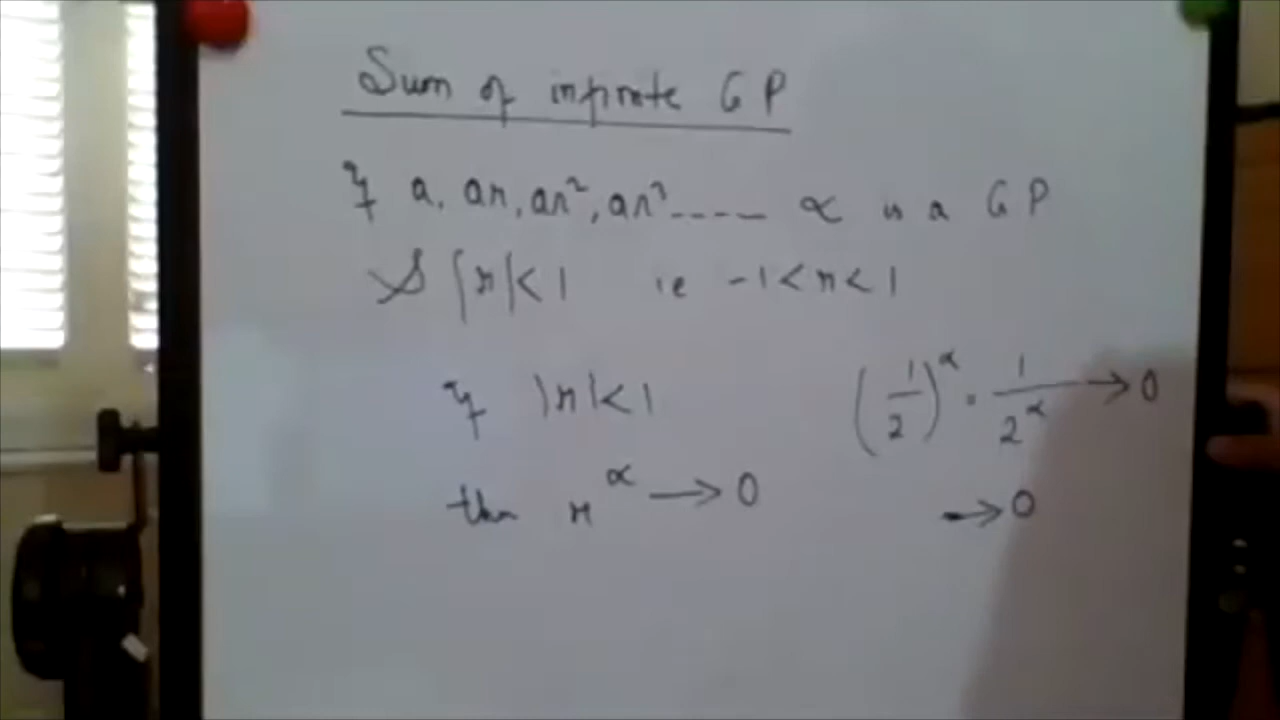 Sum of infinite GP
If a, ar, ar², ar³ ----- ∝ is a GP
& |r| < 1 ie -1 < r < 1
If |r| < 1 (1/2)^∝ = 1/2^∝ → 0
then r^∝ → 0 → 0